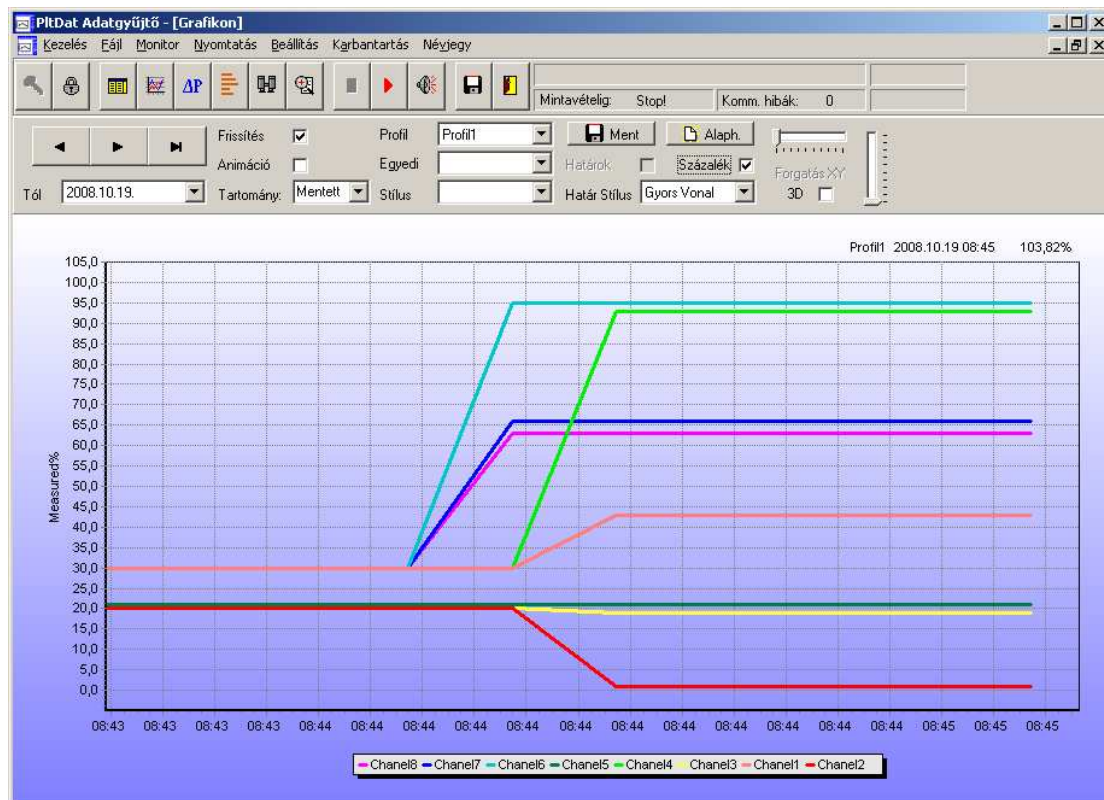 PltDat Adatgyűjtő - [Grafikon]
Kezelés Fájl Monitor Nyomtatás Beállítás Karbantartás Névjegy
ΔP
Mintavételig: Stop! Komm. hibák: 0
Frissítés Profil Profil1 Ment Alaph.
Animáció Egyedi Határok Százalék Forgatás XY
Tól 2008.10.19. Tartomány: Mentett Stílus Határ Stílus Gyors Vonal 3D
Profil1 2008.10.19 08:45 103,82%
105,0
100,0
95,0
90,0
85,0
80,0
75,0
70,0
65,0
60,0
55,0
50,0
45,0
40,0
35,0
30,0
25,0
20,0
15,0
10,0
5,0
0,0
Measured%
08:43 08:43 08:43 08:43 08:44 08:44 08:44 08:44 08:44 08:44 08:44 08:44 08:44 08:44 08:44 08:44 08:45 08:45 08:45
Chanel8 Chanel7 Chanel6 Chanel5 Chanel4 Chanel3 Chanel1 Chanel2